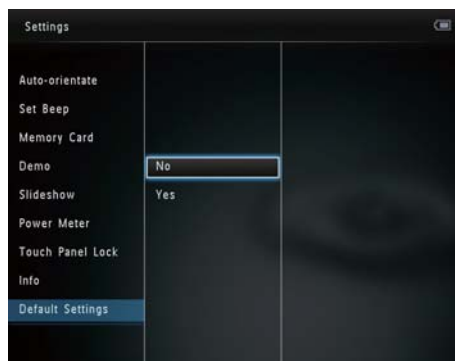 Settings
Auto-orientate
Set Beep
Memory Card
Demo
Slideshow
Power Meter
Touch Panel Lock
Info
Default Settings
No
Yes